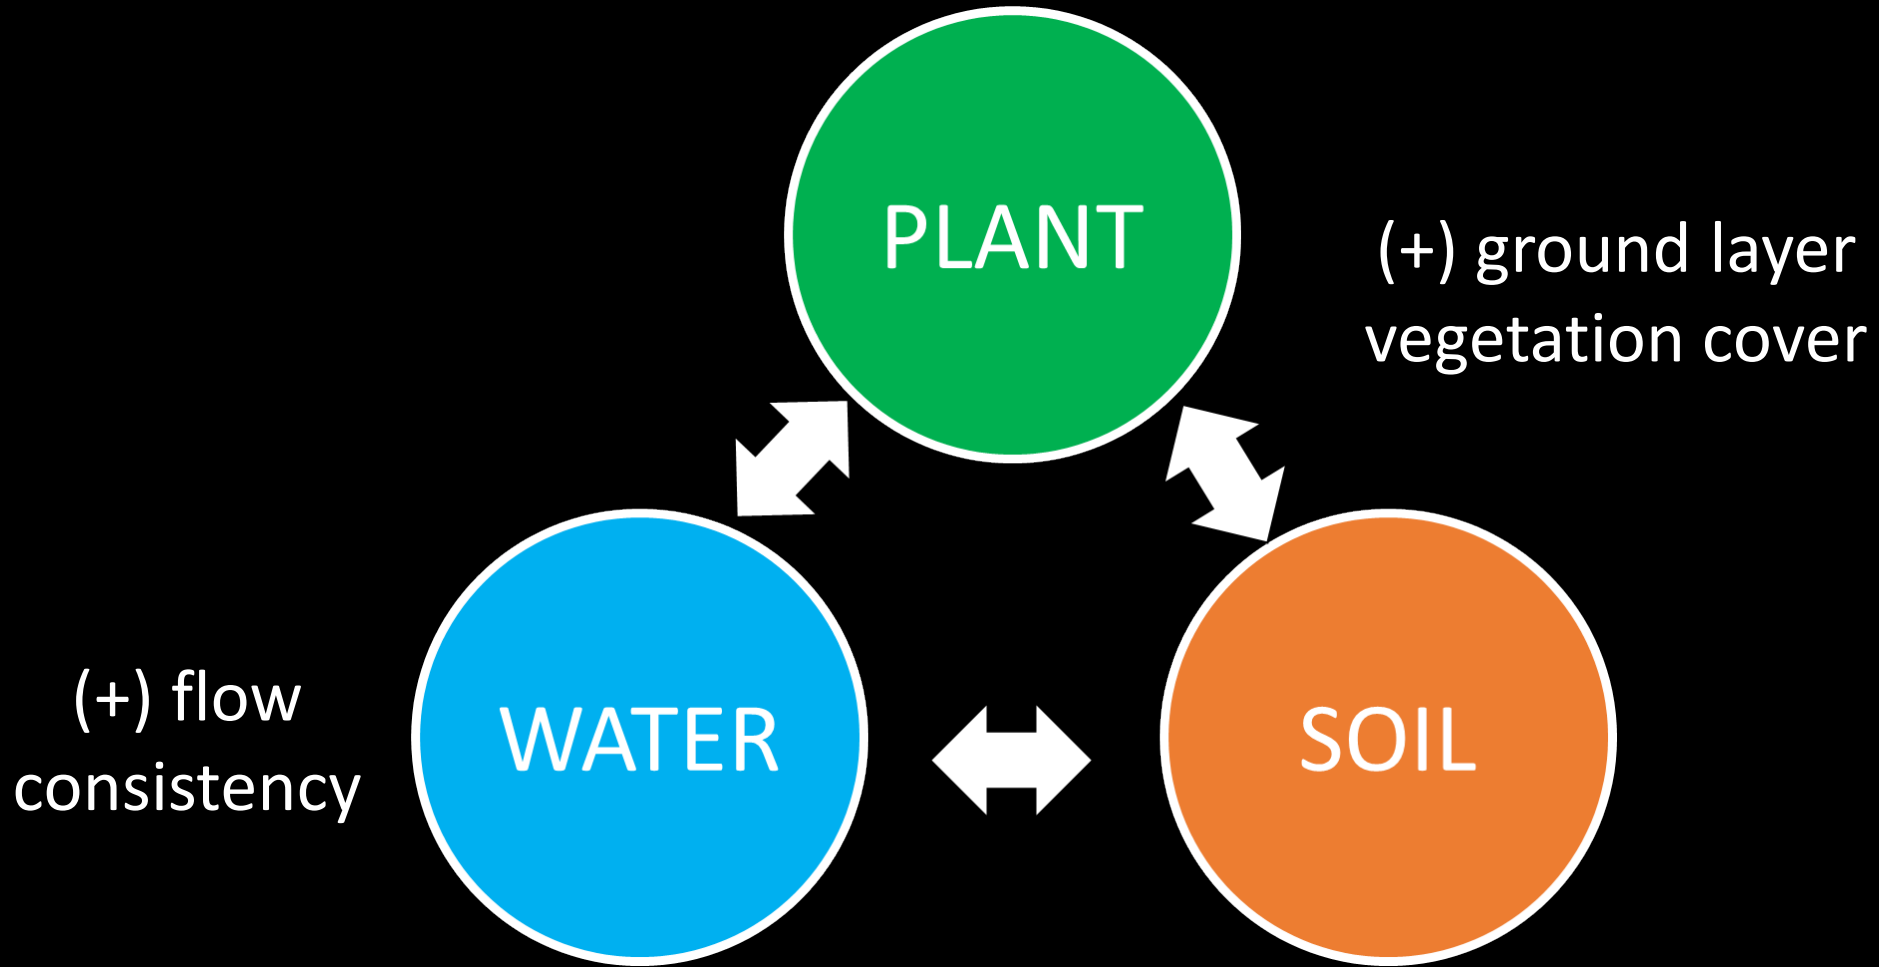 PLANT
(+) ground layer
vegetation cover
(+) flow
consistency
WATER
SOIL